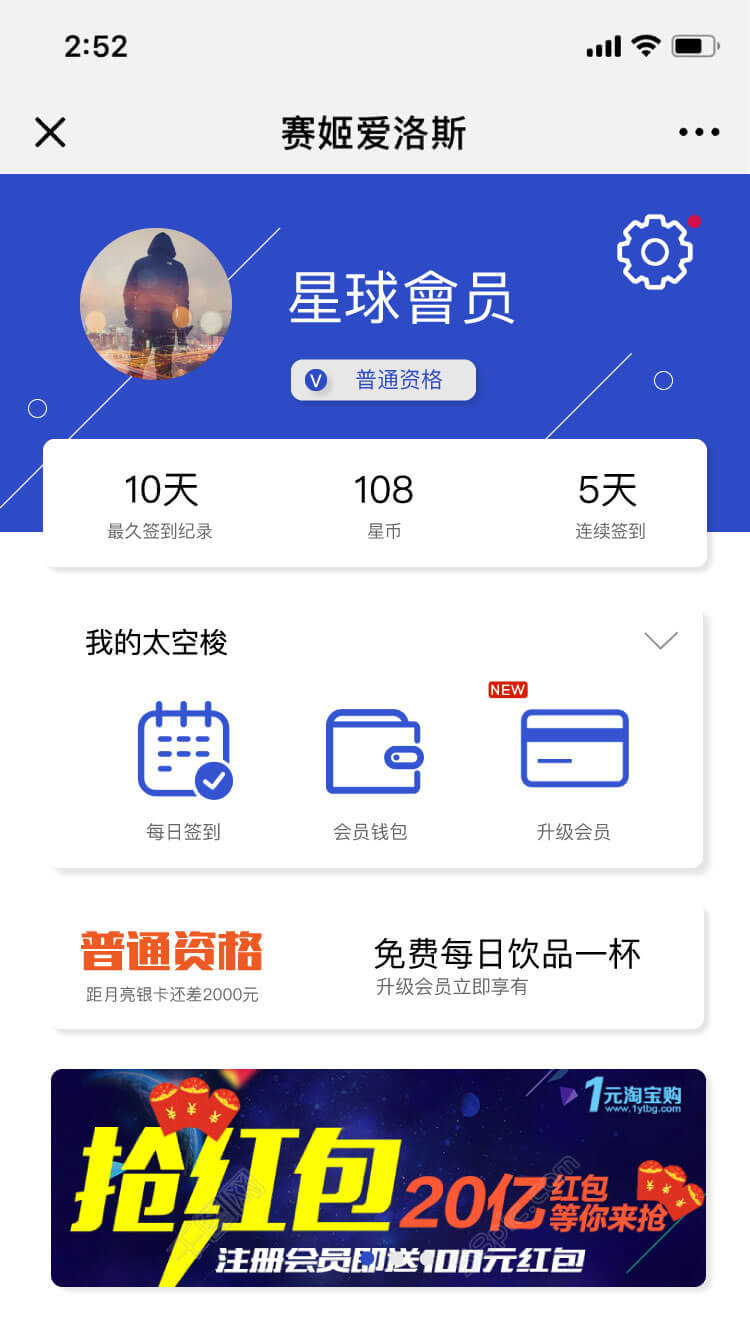 2:52
赛姬爱洛斯
星球會员
V 普通资格
10天 108 5天
最久签到纪录 星币 连续签到
我的太空梭
NEW
每日签到 会员钱包 升级会员
普通资格
免费每日饮品一杯
距月亮银卡还差2000元
升级会员立即享有
1元淘宝购
www.1ytbg.com
抢红包
20亿红包
等你来抢
注册会员即送100元红包